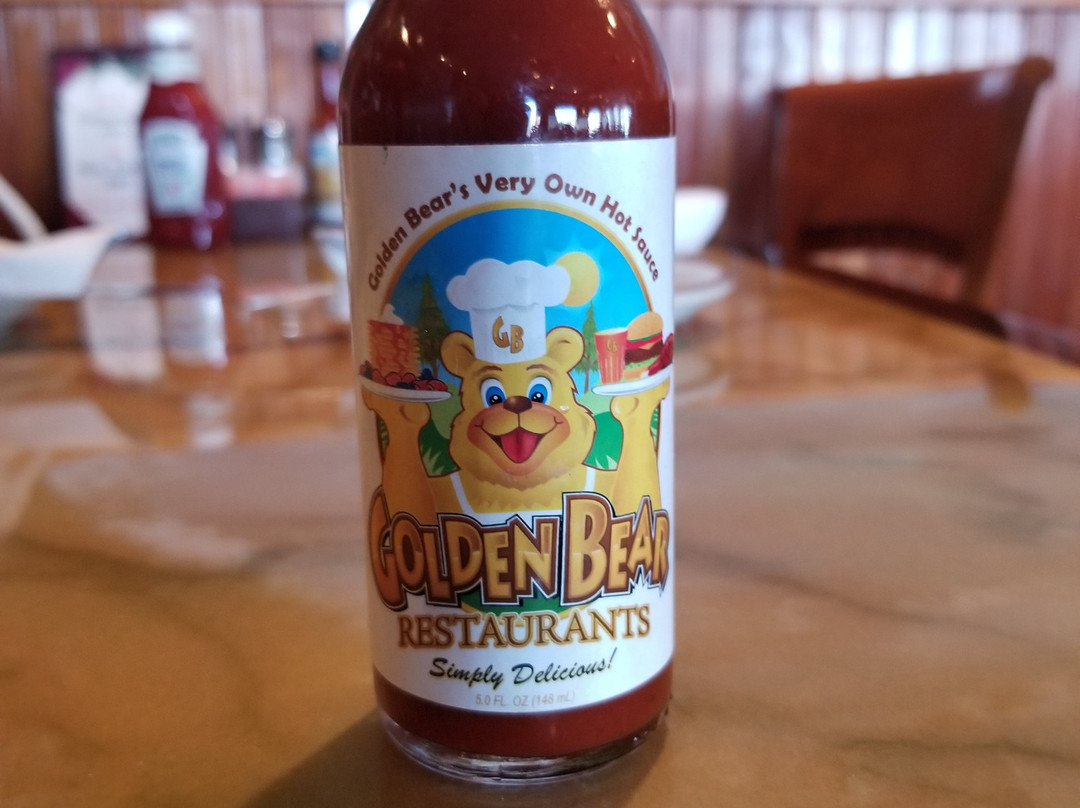 Golden Bear's Very Own Hot Sauce
GB
GOLDEN BEAR
RESTAURANTS
Simply Delicious!
5.0 FL. OZ (148 mL)